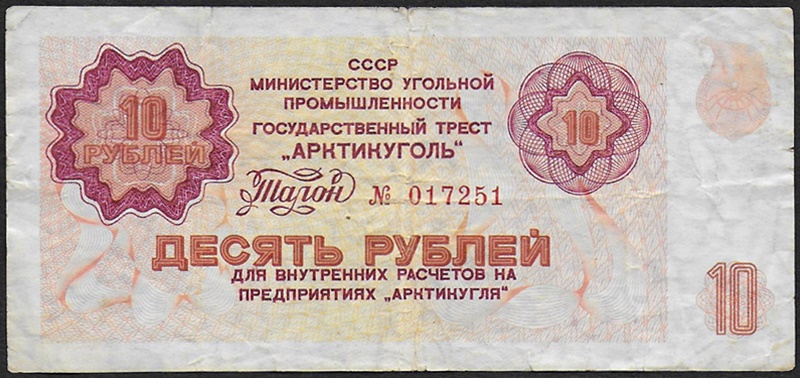 10
РУБЛЕЙ
СССР
МИНИСТЕРСТВО УГОЛЬНОЙ
ПРОМЫШЛЕННОСТИ
ГОСУДАРСТВЕННЫЙ ТРЕСТ
„АРКТИКУГОЛЬ“
Талон № 017251
10
ДЕСЯТЬ РУБЛЕЙ
ДЛЯ ВНУТРЕННИХ РАСЧЕТОВ НА
ПРЕДПРИЯТИЯХ „АРКТИКУГЛЯ“
10